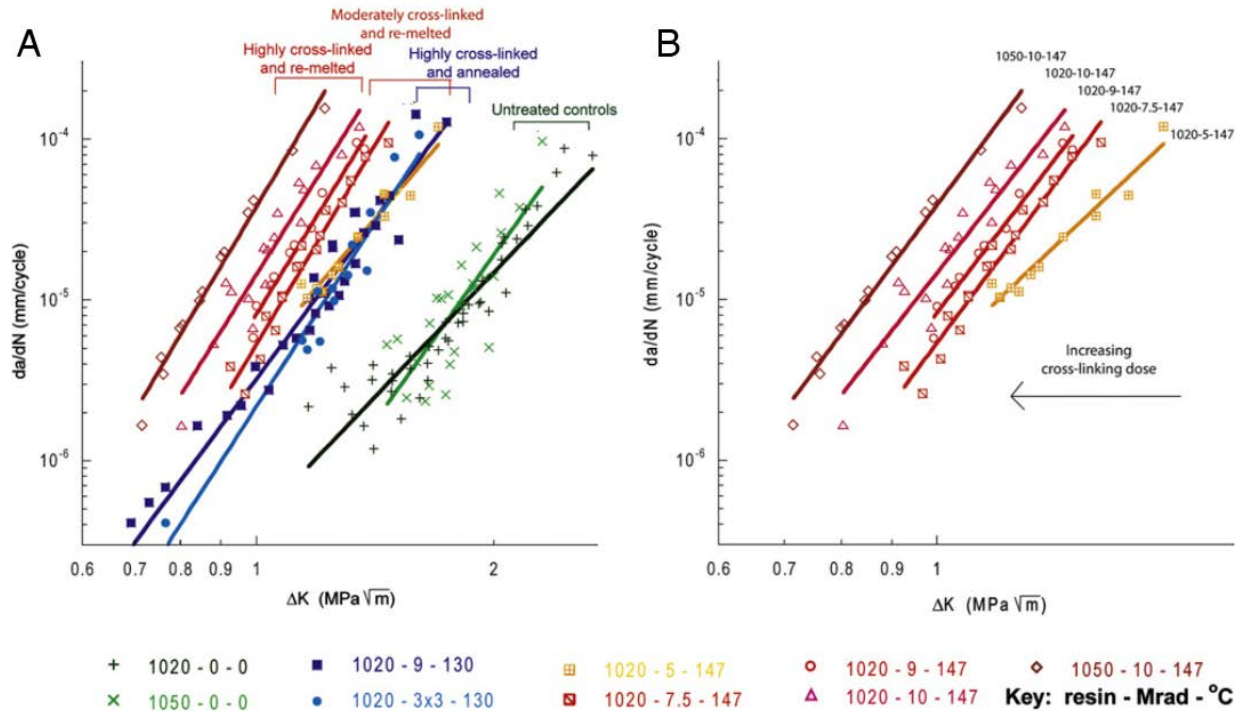 A
Moderately cross-linked
and re-melted
Highly cross-linked
and re-melted
Highly cross-linked
and annealed
Untreated controls
10-4
10-5
10-6
da/dN (mm/cycle)
0.6 0.7 0.8 0.9 1 2
ΔK (MPa √m)
B
1050-10-147
1020-10-147
1020-9-147
1020-7.5-147
1020-5-147
Increasing
cross-linking dose
10-4
10-5
10-6
da/dN (mm/cycle)
0.6 0.7 0.8 0.9 1
ΔK (MPa √m)
1020 - 0 - 0
1050 - 0 - 0
1020 - 9 - 130
1020 - 3x3 - 130
1020 - 5 - 147
1020 - 7.5 - 147
1020 - 9 - 147
1020 - 10 - 147
1050 - 10 - 147
Key: resin - Mrad - °C